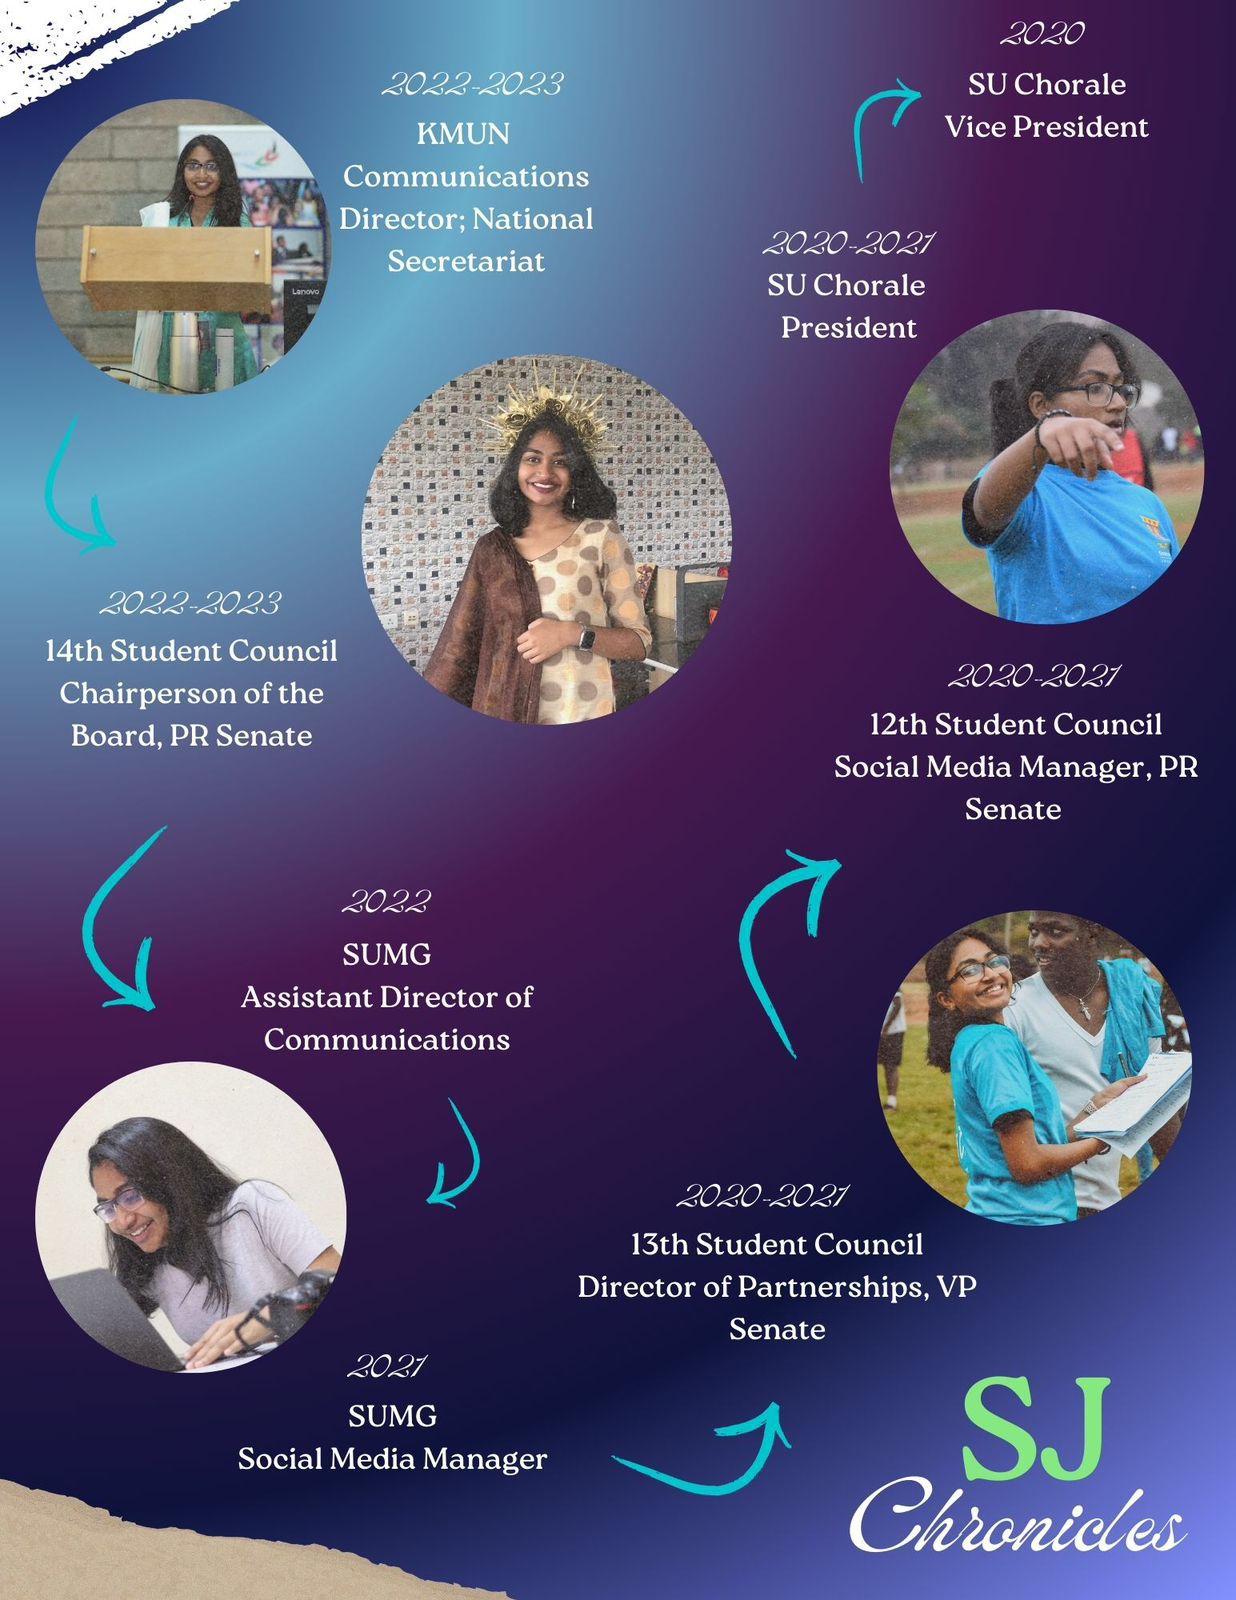 2022-2023
KMUN
Communications
Director; National
Secretariat
Lenovo
2022-2023
14th Student Council
Chairperson of the
Board, PR Senate
2022
SUMG
Assistant Director of
Communications
2021
SUMG
Social Media Manager
2020-2021
13th Student Council
Director of Partnerships, VP
Senate
2020-2021
12th Student Council
Social Media Manager, PR
Senate
2020-2021
SU Chorale
President
2020
SU Chorale
Vice President
SJ
Chronicles